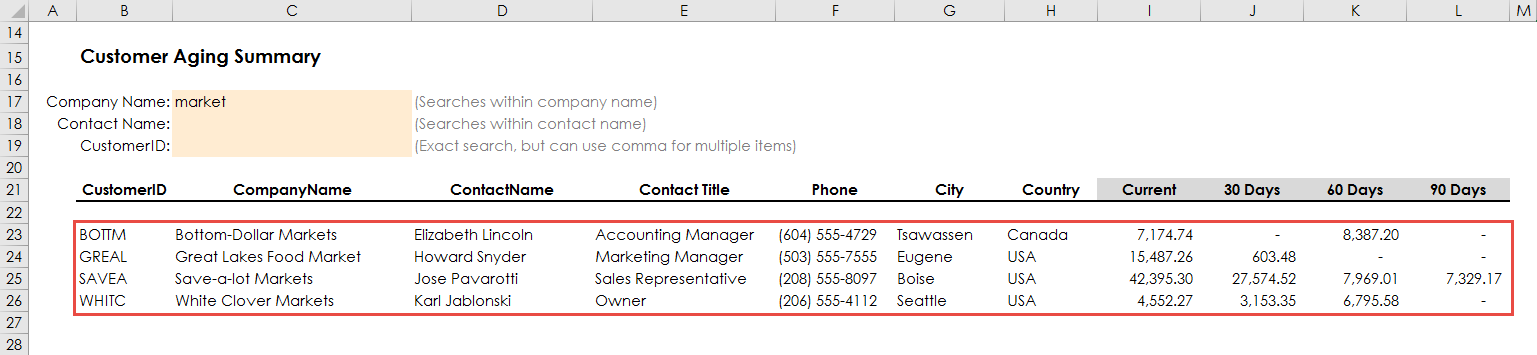 A B C D E F G H I J K L M
14
15 Customer Aging Summary
16
17 Company Name: market (Searches within company name)
18 Contact Name: (Searches within contact name)
19 CustomerID: (Exact search, but can use comma for multiple items)
20
21 CustomerID CompanyName ContactName Contact Title Phone City Country Current 30 Days 60 Days 90 Days
22
23 BOTTM Bottom-Dollar Markets Elizabeth Lincoln Accounting Manager (604) 555-4729 Tsawassen Canada 7,174.74 - 8,387.20 -
24 GREAL Great Lakes Food Market Howard Snyder Marketing Manager (503) 555-7555 Eugene USA 15,487.26 603.48 - -
25 SAVEA Save-a-lot Markets Jose Pavarotti Sales Representative (208) 555-8097 Boise USA 42,395.30 27,574.52 7,969.01 7,329.17
26 WHITC White Clover Markets Karl Jablonski Owner (206) 555-4112 Seattle USA 4,552.27 3,153.35 6,795.58 -
27
28